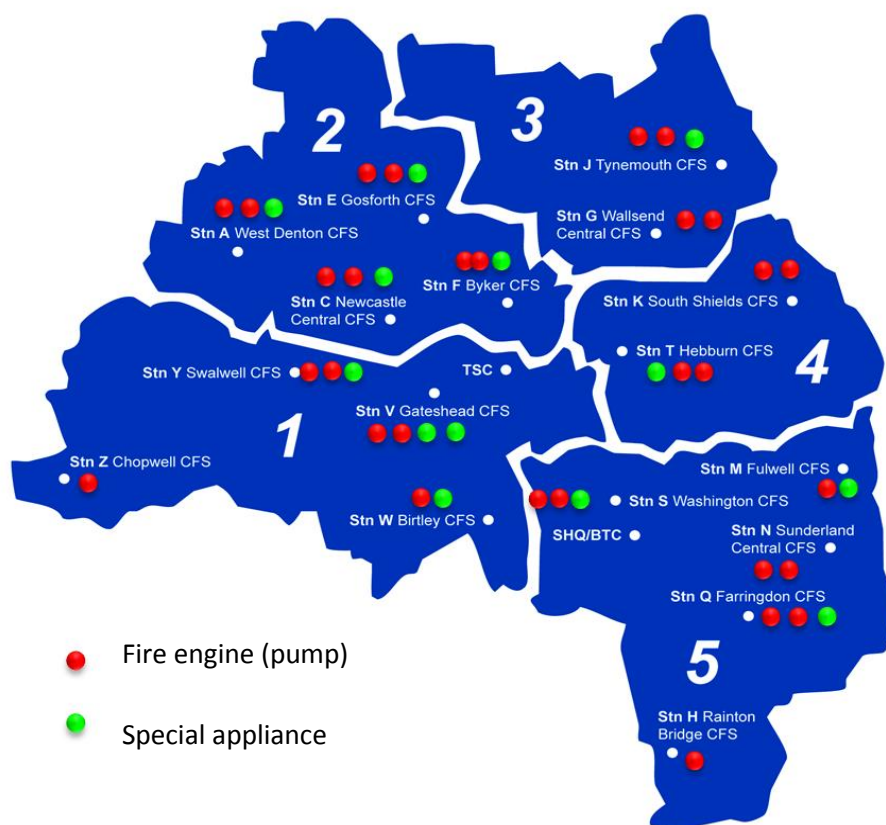 2
3
Stn J Tynemouth CFS
Stn E Gosforth CFS
Stn G Wallsend
Central CFS
Stn A West Denton CFS
Stn F Byker CFS
Stn C Newcastle
Central CFS
Stn K South Shields CFS
Stn T Hebburn CFS
4
Stn Y Swalwell CFS
TSC
1
Stn V Gateshead CFS
Stn Z Chopwell CFS
Stn W Birtley CFS
Stn M Fulwell CFS
Stn S Washington CFS
SHQ/BTC
Stn N Sunderland
Central CFS
Stn Q Farringdon CFS
5
Stn H Rainton
Bridge CFS
Fire engine (pump)
Special appliance